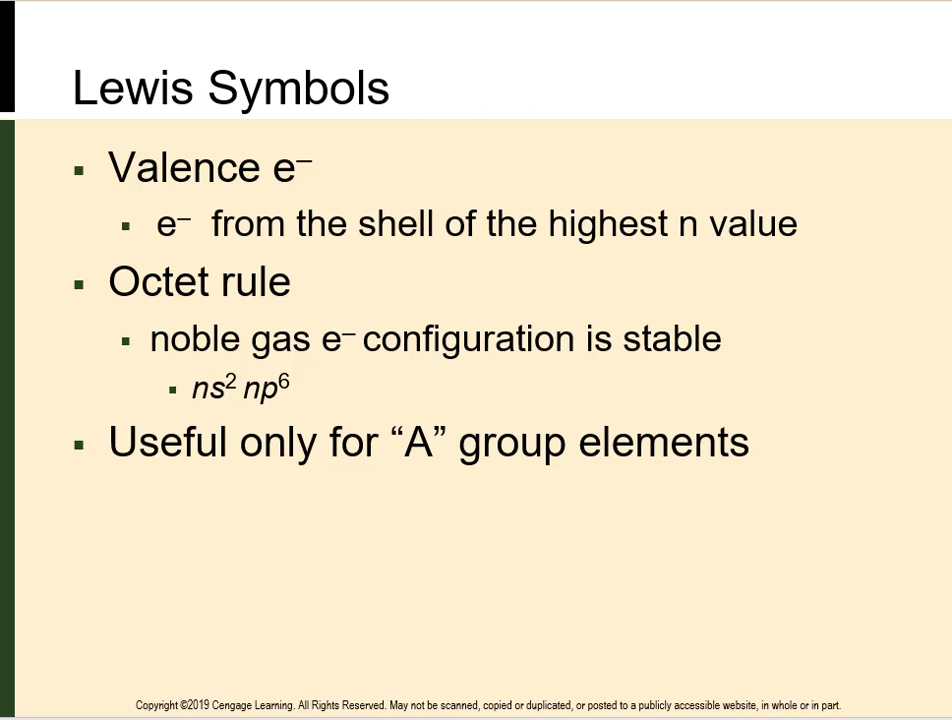 Lewis Symbols
▪ Valence e⁻
▪ e⁻ from the shell of the highest n value
▪ Octet rule
▪ noble gas e⁻ configuration is stable
▪ ns² np⁶
▪ Useful only for “A” group elements
Copyright ©2019 Cengage Learning. All Rights Reserved. May not be scanned, copied or duplicated, or posted to a publicly accessible website, in whole or in part.